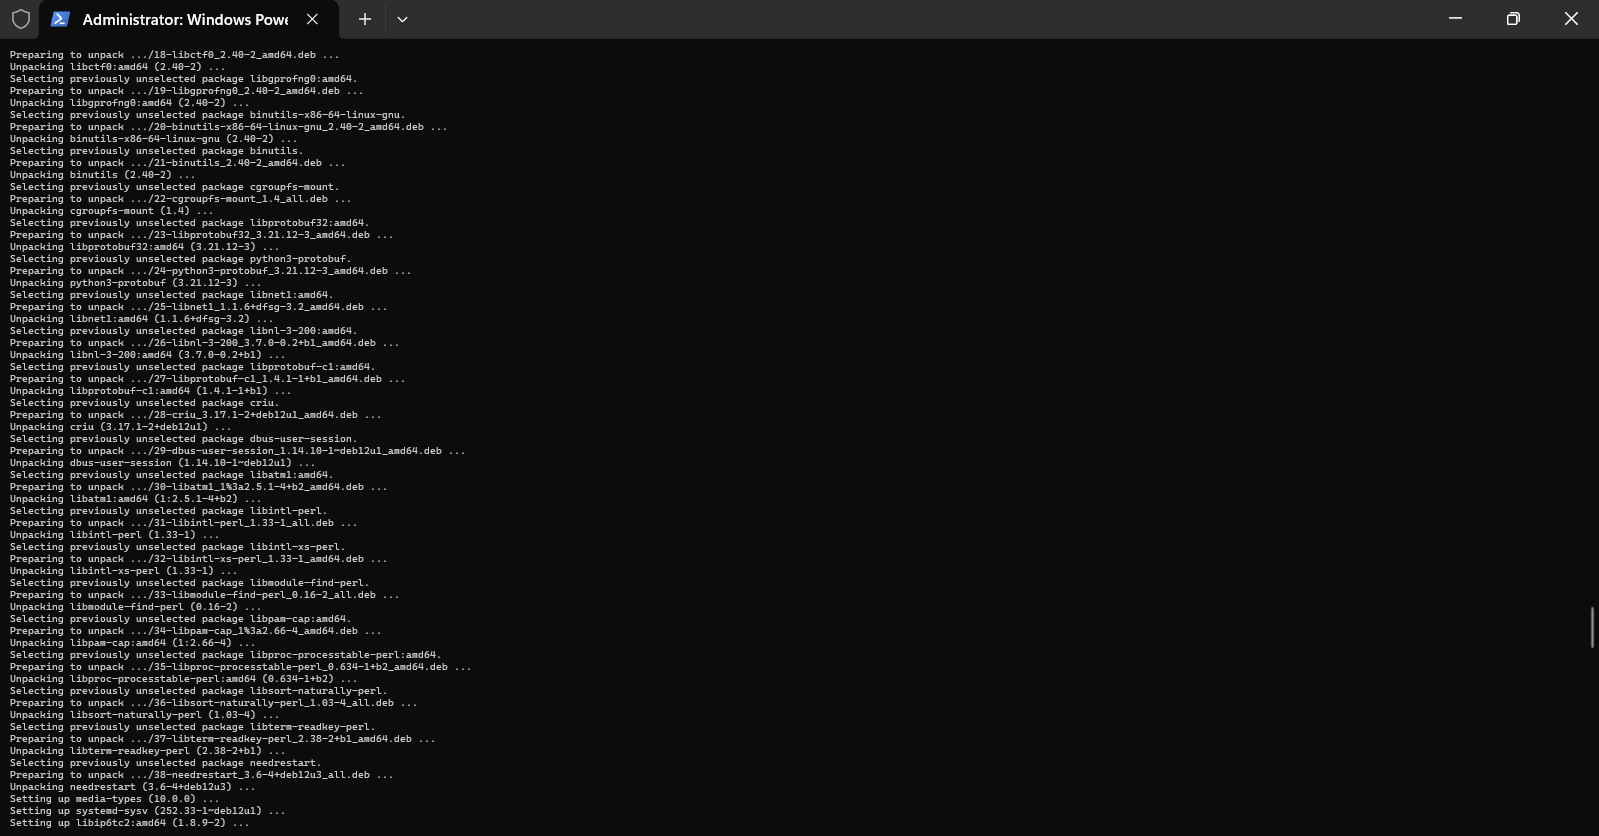 Administrator: Windows Powe
Preparing to unpack .../18-libctf0_2.40-2_amd64.deb ...
Unpacking libctf0:amd64 (2.40-2) ...
Selecting previously unselected package libgprofng0:amd64.
Preparing to unpack .../19-libgprofng0_2.40-2_amd64.deb ...
Unpacking libgprofng0:amd64 (2.40-2) ...
Selecting previously unselected package binutils-x86-64-linux-gnu.
Preparing to unpack .../20-binutils-x86-64-linux-gnu_2.40-2_amd64.deb ...
Unpacking binutils-x86-64-linux-gnu (2.40-2) ...
Selecting previously unselected package binutils.
Preparing to unpack .../21-binutils_2.40-2_amd64.deb ...
Unpacking binutils (2.40-2) ...
Selecting previously unselected package cgroupfs-mount.
Preparing to unpack .../22-cgroupfs-mount_1.4_all.deb ...
Unpacking cgroupfs-mount (1.4) ...
Selecting previously unselected package libprotobuf32:amd64.
Preparing to unpack .../23-libprotobuf32_3.21.12-3_amd64.deb ...
Unpacking libprotobuf32:amd64 (3.21.12-3) ...
Selecting previously unselected package python3-protobuf.
Preparing to unpack .../24-python3-protobuf_3.21.12-3_amd64.deb ...
Unpacking python3-protobuf (3.21.12-3) ...
Selecting previously unselected package libnet1:amd64.
Preparing to unpack .../25-libnet1_1.1.6+dfsg-3.2_amd64.deb ...
Unpacking libnet1:amd64 (1.1.6+dfsg-3.2) ...
Selecting previously unselected package libnl-3-200:amd64.
Preparing to unpack .../26-libnl-3-200_3.7.0-0.2+b1_amd64.deb ...
Unpacking libnl-3-200:amd64 (3.7.0-0.2+b1) ...
Selecting previously unselected package libprotobuf-c1:amd64.
Preparing to unpack .../27-libprotobuf-c1_1.4.1-1+b1_amd64.deb ...
Unpacking libprotobuf-c1:amd64 (1.4.1-1+b1) ...
Selecting previously unselected package criu.
Preparing to unpack .../28-criu_3.17.1-2+deb12u1_amd64.deb ...
Unpacking criu (3.17.1-2+deb12u1) ...
Selecting previously unselected package dbus-user-session.
Preparing to unpack .../29-dbus-user-session_1.14.10-1~deb12u1_amd64.deb ...
Unpacking dbus-user-session (1.14.10-1~deb12u1) ...
Selecting previously unselected package libatm1:amd64.
Preparing to unpack .../30-libatm1_1%3a2.5.1-4+b2_amd64.deb ...
Unpacking libatm1:amd64 (1:2.5.1-4+b2) ...
Selecting previously unselected package libintl-perl.
Preparing to unpack .../31-libintl-perl_1.33-1_all.deb ...
Unpacking libintl-perl (1.33-1) ...
Selecting previously unselected package libintl-xs-perl.
Preparing to unpack .../32-libintl-xs-perl_1.33-1_amd64.deb ...
Unpacking libintl-xs-perl (1.33-1) ...
Selecting previously unselected package libmodule-find-perl.
Preparing to unpack .../33-libmodule-find-perl_0.16-2_all.deb ...
Unpacking libmodule-find-perl (0.16-2) ...
Selecting previously unselected package libpam-cap:amd64.
Preparing to unpack .../34-libpam-cap_1%3a2.66-4_amd64.deb ...
Unpacking libpam-cap:amd64 (1:2.66-4) ...
Selecting previously unselected package libproc-processtable-perl:amd64.
Preparing to unpack .../35-libproc-processtable-perl_0.634-1+b2_amd64.deb ...
Unpacking libproc-processtable-perl:amd64 (0.634-1+b2) ...
Selecting previously unselected package libsort-naturally-perl.
Preparing to unpack .../36-libsort-naturally-perl_1.03-4_all.deb ...
Unpacking libsort-naturally-perl (1.03-4) ...
Selecting previously unselected package libterm-readkey-perl.
Preparing to unpack .../37-libterm-readkey-perl_2.38-2+b1_amd64.deb ...
Unpacking libterm-readkey-perl (2.38-2+b1) ...
Selecting previously unselected package needrestart.
Preparing to unpack .../38-needrestart_3.6-4+deb12u3_all.deb ...
Unpacking needrestart (3.6-4+deb12u3) ...
Setting up media-types (10.0.0) ...
Setting up systemd-sysv (252.33-1~deb12u1) ...
Setting up libip6tc2:amd64 (1.8.9-2) ...